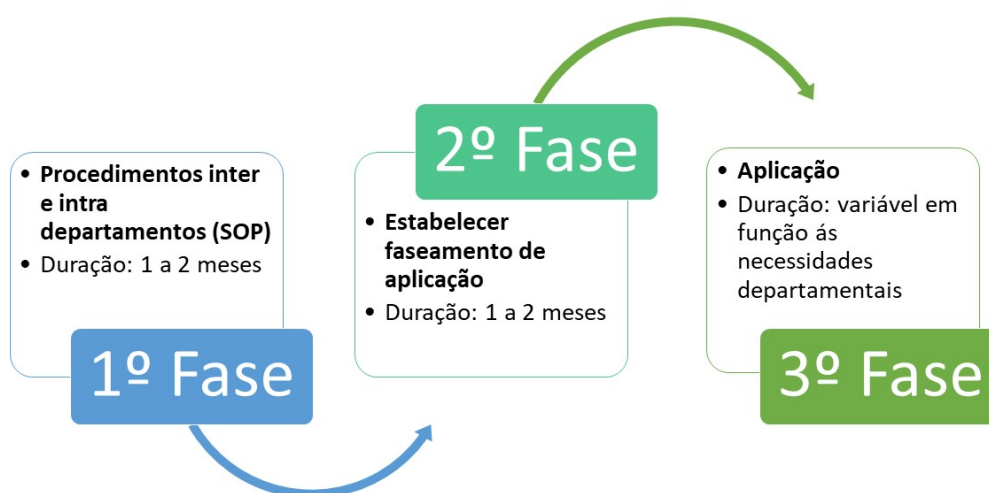 • Procedimentos inter
e intra
departamentos (SOP)
• Duração: 1 a 2 meses
1º Fase
2º Fase
• Estabelecer
faseamento de
aplicação
• Duração: 1 a 2 meses
• Aplicação
• Duração: variável em
função ás
necessidades
departamentais
3º Fase